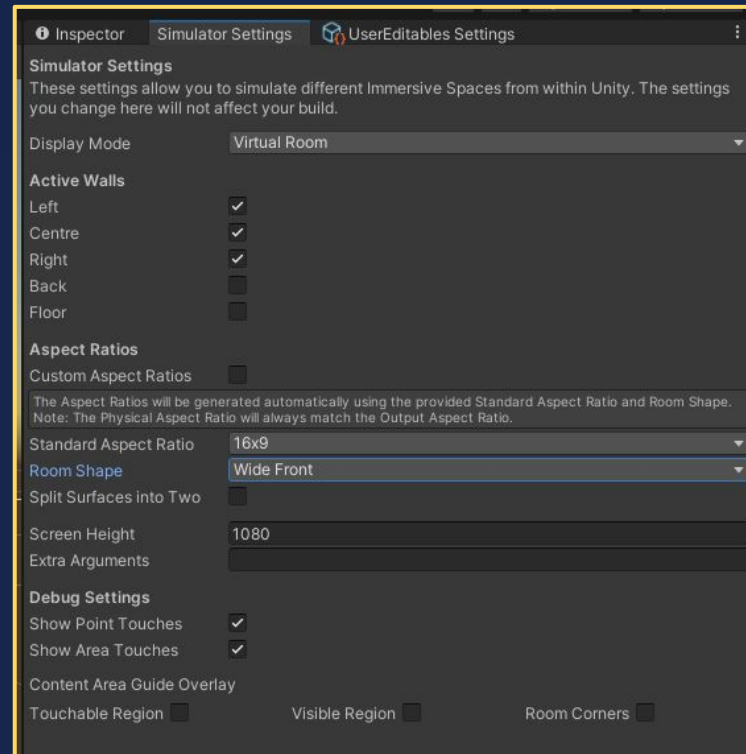 Inspector Simulator Settings UserEditables Settings
Simulator Settings
These settings allow you to simulate different Immersive Spaces from within Unity. The settings
you change here will not affect your build.
Display Mode Virtual Room
Active Walls
Left
Centre
Right
Back
Floor
Aspect Ratios
Custom Aspect Ratios
The Aspect Ratios will be generated automatically using the provided Standard Aspect Ratio and Room Shape.
Note: The Physical Aspect Ratio will always match the Output Aspect Ratio.
Standard Aspect Ratio 16x9
Room Shape Wide Front
Split Surfaces into Two
Screen Height 1080
Extra Arguments
Debug Settings
Show Point Touches
Show Area Touches
Content Area Guide Overlay
Touchable Region Visible Region Room Corners